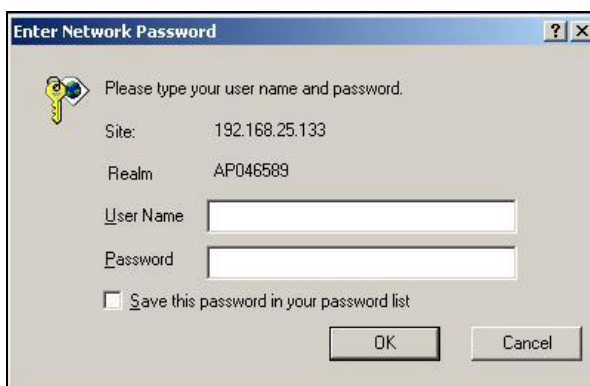 Enter Network Password
Please type your user name and password.
Site: 192.168.25.133
Realm AP046589
User Name
Password
Save this password in your password list
OK Cancel